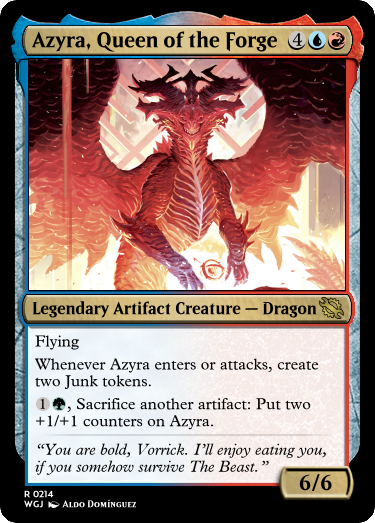 Azyra, Queen of the Forge 4
Legendary Artifact Creature — Dragon
Flying
Whenever Azyra enters or attacks, create
two Junk tokens.
1, Sacrifice another artifact: Put two
+1/+1 counters on Azyra.
“You are bold, Vorrick. I’ll enjoy eating you,
if you somehow survive The Beast.”
6/6
R 0214
WGJ Aldo Domínguez